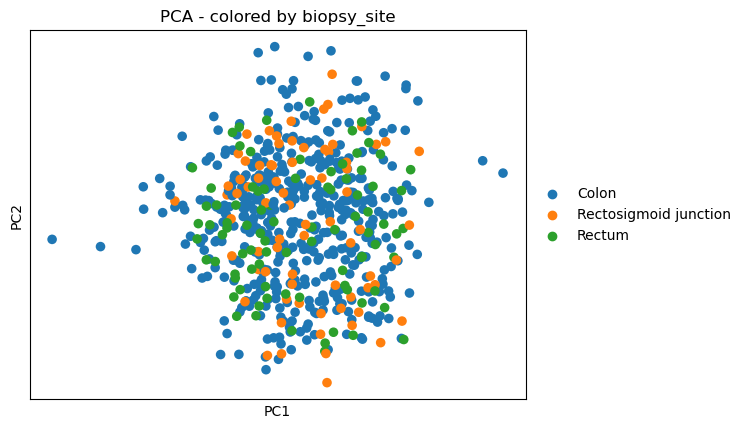 PCA - colored by biopsy_site
PC2
Colon
Rectosigmoid junction
Rectum
PC1